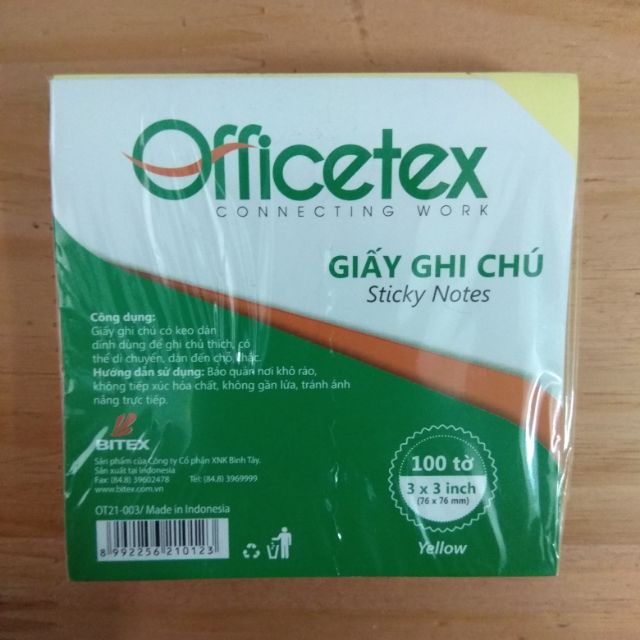 Officetex
CONNECTING WORK
GIẤY GHI CHÚ
Sticky Notes
Công dụng:
Giấy ghi chú có keo dán
dính dùng để ghi chú thích, có
thể di chuyển, dán đến chỗ khác.
Hướng dẫn sử dụng: Bảo quản nơi khô ráo,
không tiếp xúc hóa chất, không gần lửa, tránh ánh
nắng trực tiếp.
BITEX
Sản phẩm của Công ty Cổ phần XNK Bình Tây.
Sản xuất tại Indonesia
Fax: (84.8) 39602478 Tel: (84.8) 3969999
www.bitex.com.vn
OT21-003/ Made in Indonesia
8 992256 210123
100 tờ
3 x 3 inch
(76 x 76 mm)
Yellow